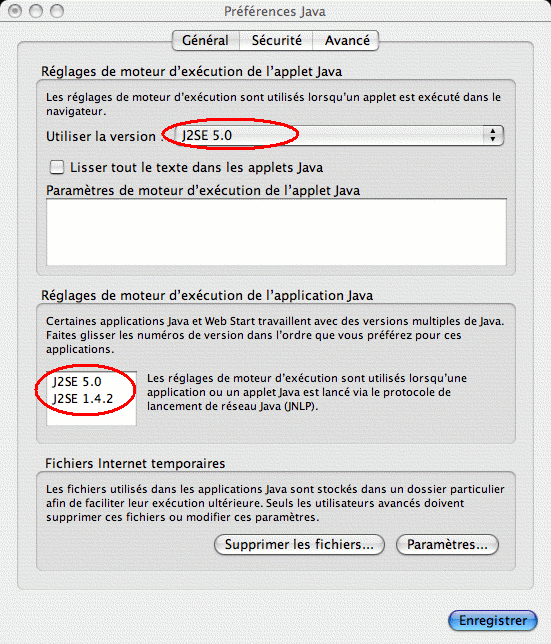 Préférences Java
Général Sécurité Avancé
Réglages de moteur d'exécution de l'applet Java
Les réglages de moteur d'exécution sont utilisés lorsqu'un applet est exécuté dans le
navigateur.
Utiliser la version : J2SE 5.0
Lisser tout le texte dans les applets Java
Paramètres de moteur d'exécution de l'applet Java
Réglages de moteur d'exécution de l'application Java
Certaines applications Java et Web Start travaillent avec des versions multiples de Java.
Faites glisser les numéros de version dans l'ordre que vous préférez pour ces
applications.
J2SE 5.0
J2SE 1.4.2
Les réglages de moteur d'exécution sont utilisés lorsqu'une
application ou un applet Java est lancé via le protocole de
lancement de réseau Java (JNLP).
Fichiers Internet temporaires
Les fichiers utilisés dans les applications Java sont stockés dans un dossier particulier
afin de faciliter leur exécution ultérieure. Seuls les utilisateurs avancés doivent
supprimer ces fichiers ou modifier ces paramètres.
Supprimer les fichiers... Paramètres...
Enregistrer